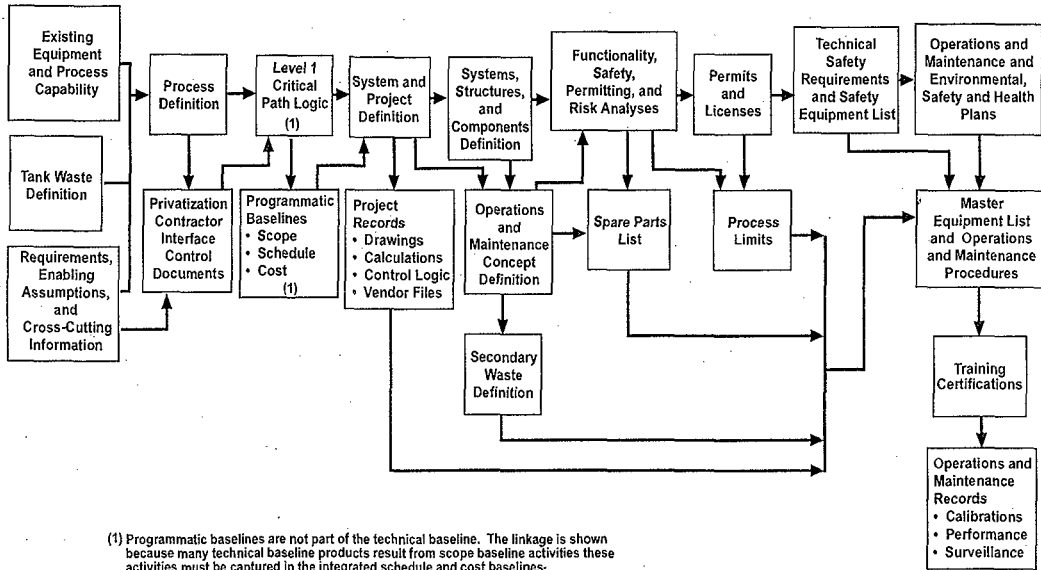 Existing
Equipment
and Process
Capability
Tank Waste
Definition
Requirements,
Enabling
Assumptions,
and
Cross-Cutting
Information
Process
Definition
Privatization
Contractor
Interface
Control
Documents
Level 1
Critical
Path Logic
(1)
Programmatic
Baselines
• Scope
• Schedule
• Cost
(1)
System and
Project
Definition
Project
Records
• Drawings
• Calculations
• Control Logic
• Vendor Files
Systems,
Structures,
and
Components
Definition
Operations
and
Maintenance
Concept
Definition
Secondary
Waste
Definition
Functionality,
Safety,
Permitting, and
Risk Analyses
Spare Parts
List
Permits
and
Licenses
Process
Limits
Technical
Safety
Requirements
and Safety
Equipment List
Operations and
Maintenance and
Environmental,
Safety and Health
Plans
Master
Equipment List
and Operations
and Maintenance
Procedures
Training
Certifications
Operations and
Maintenance
Records
• Calibrations
• Performance
• Surveillance
(1) Programmatic baselines are not part of the technical baseline. The linkage is shown
because many technical baseline products result from scope baseline activities these
activities must be captured in the integrated schedule and cost baselines.